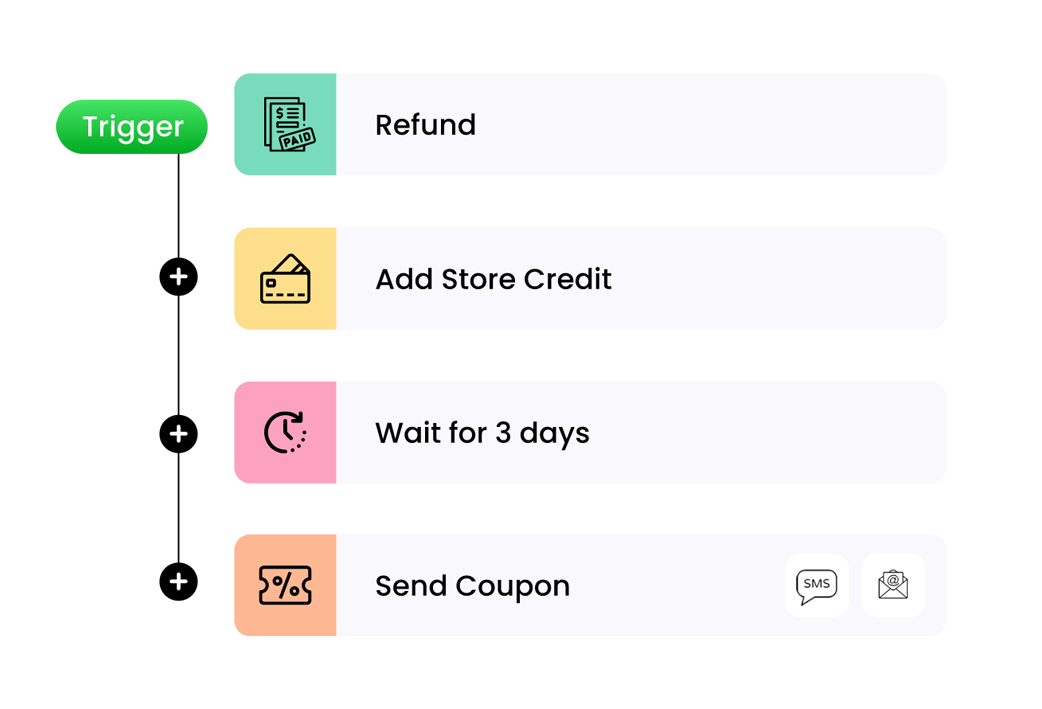 Trigger
$
PAID
Refund
Add Store Credit
Wait for 3 days
%
Send Coupon
SMS
@